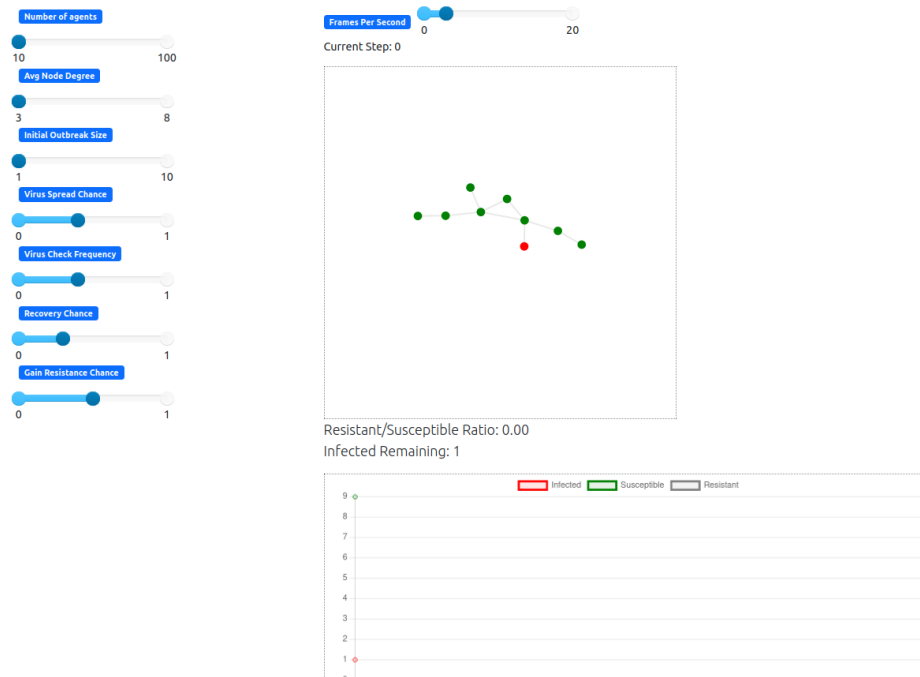 Number of agents
10 100
Avg Node Degree
3 8
Initial Outbreak Size
1 10
Virus Spread Chance
0 1
Virus Check Frequency
0 1
Recovery Chance
0 1
Gain Resistance Chance
0 1
Frames Per Second
0 20
Current Step: 0
Resistant/Susceptible Ratio: 0.00
Infected Remaining: 1
Infected Susceptible Resistant
9
8
7
6
5
4
3
2
1